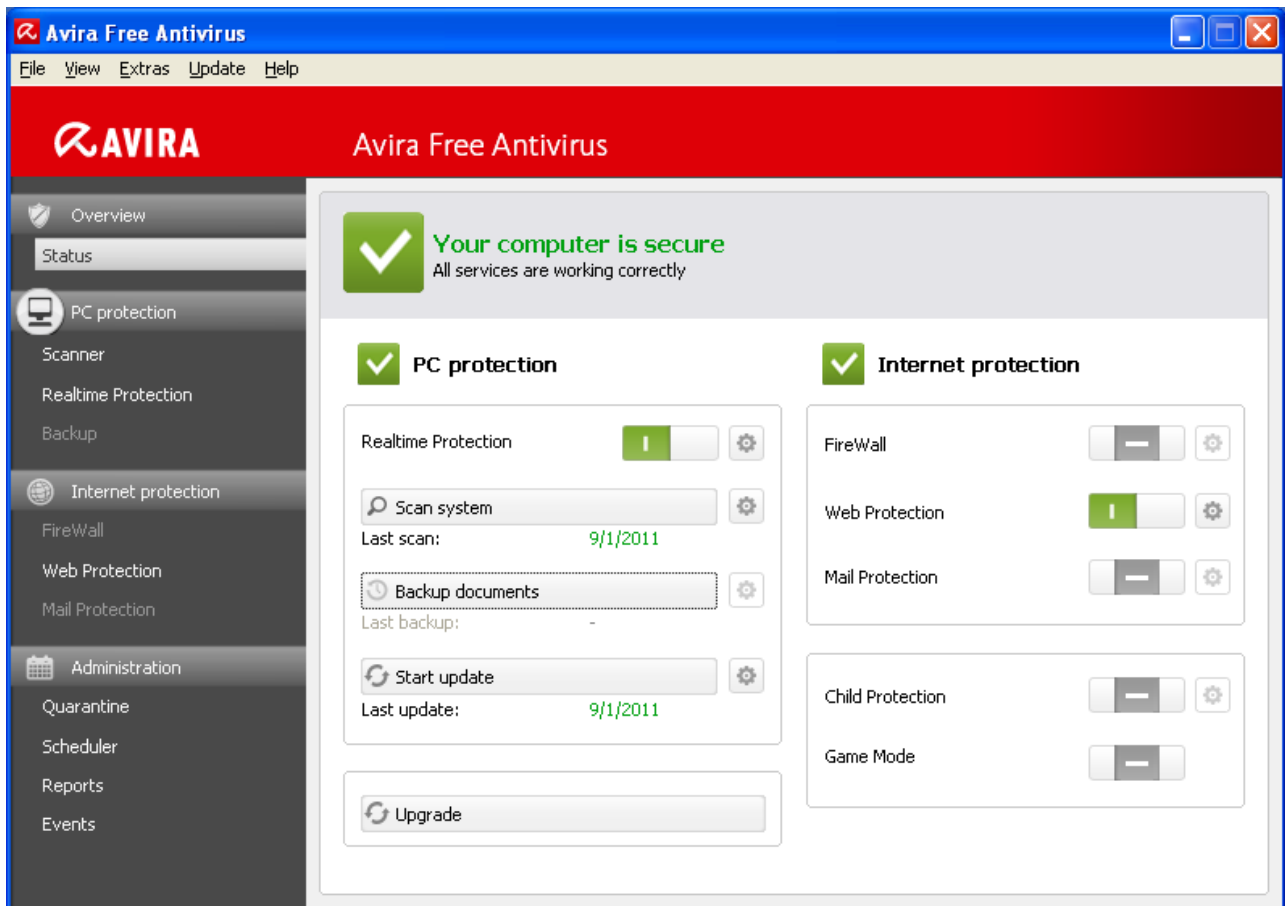 Avira Free Antivirus
File View Extras Update Help
AVIRA
Avira Free Antivirus
Overview
Status
PC protection
Scanner
Realtime Protection
Backup
Internet protection
FireWall
Web Protection
Mail Protection
Administration
Quarantine
Scheduler
Reports
Events
Your computer is secure
All services are working correctly
PC protection
Realtime Protection
Scan system
Last scan: 9/1/2011
Backup documents
Last backup: -
Start update
Last update: 9/1/2011
Upgrade
Internet protection
FireWall
Web Protection
Mail Protection
Child Protection
Game Mode